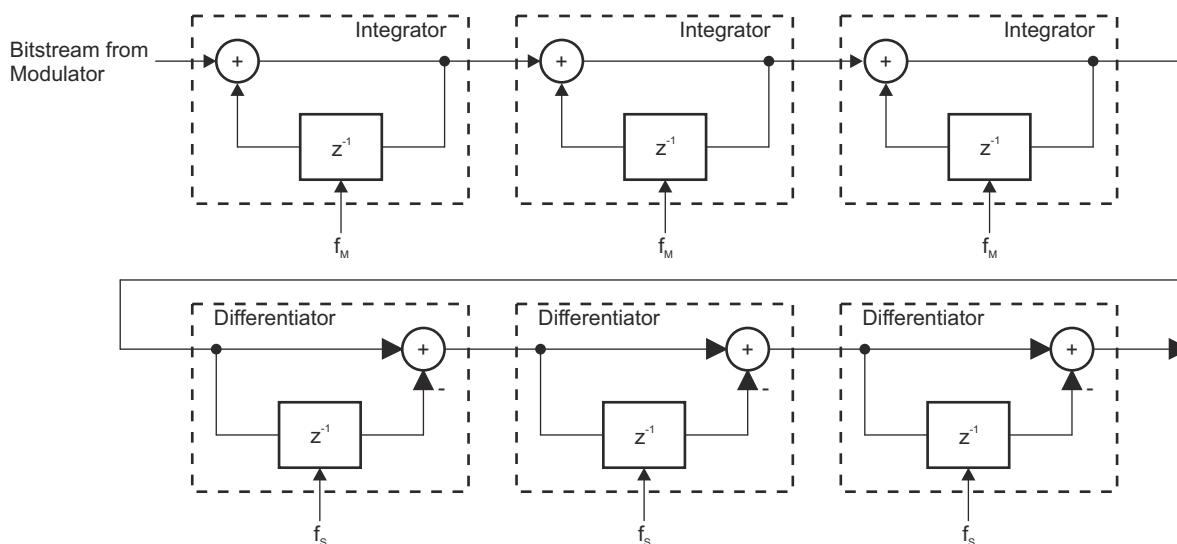 Bitstream from
Modulator
Integrator
Integrator
Integrator
+
+
+
z⁻¹
z⁻¹
z⁻¹
f_M
f_M
f_M
Differentiator
Differentiator
Differentiator
+
+
+
-
-
-
z⁻¹
z⁻¹
z⁻¹
f_S
f_S
f_S